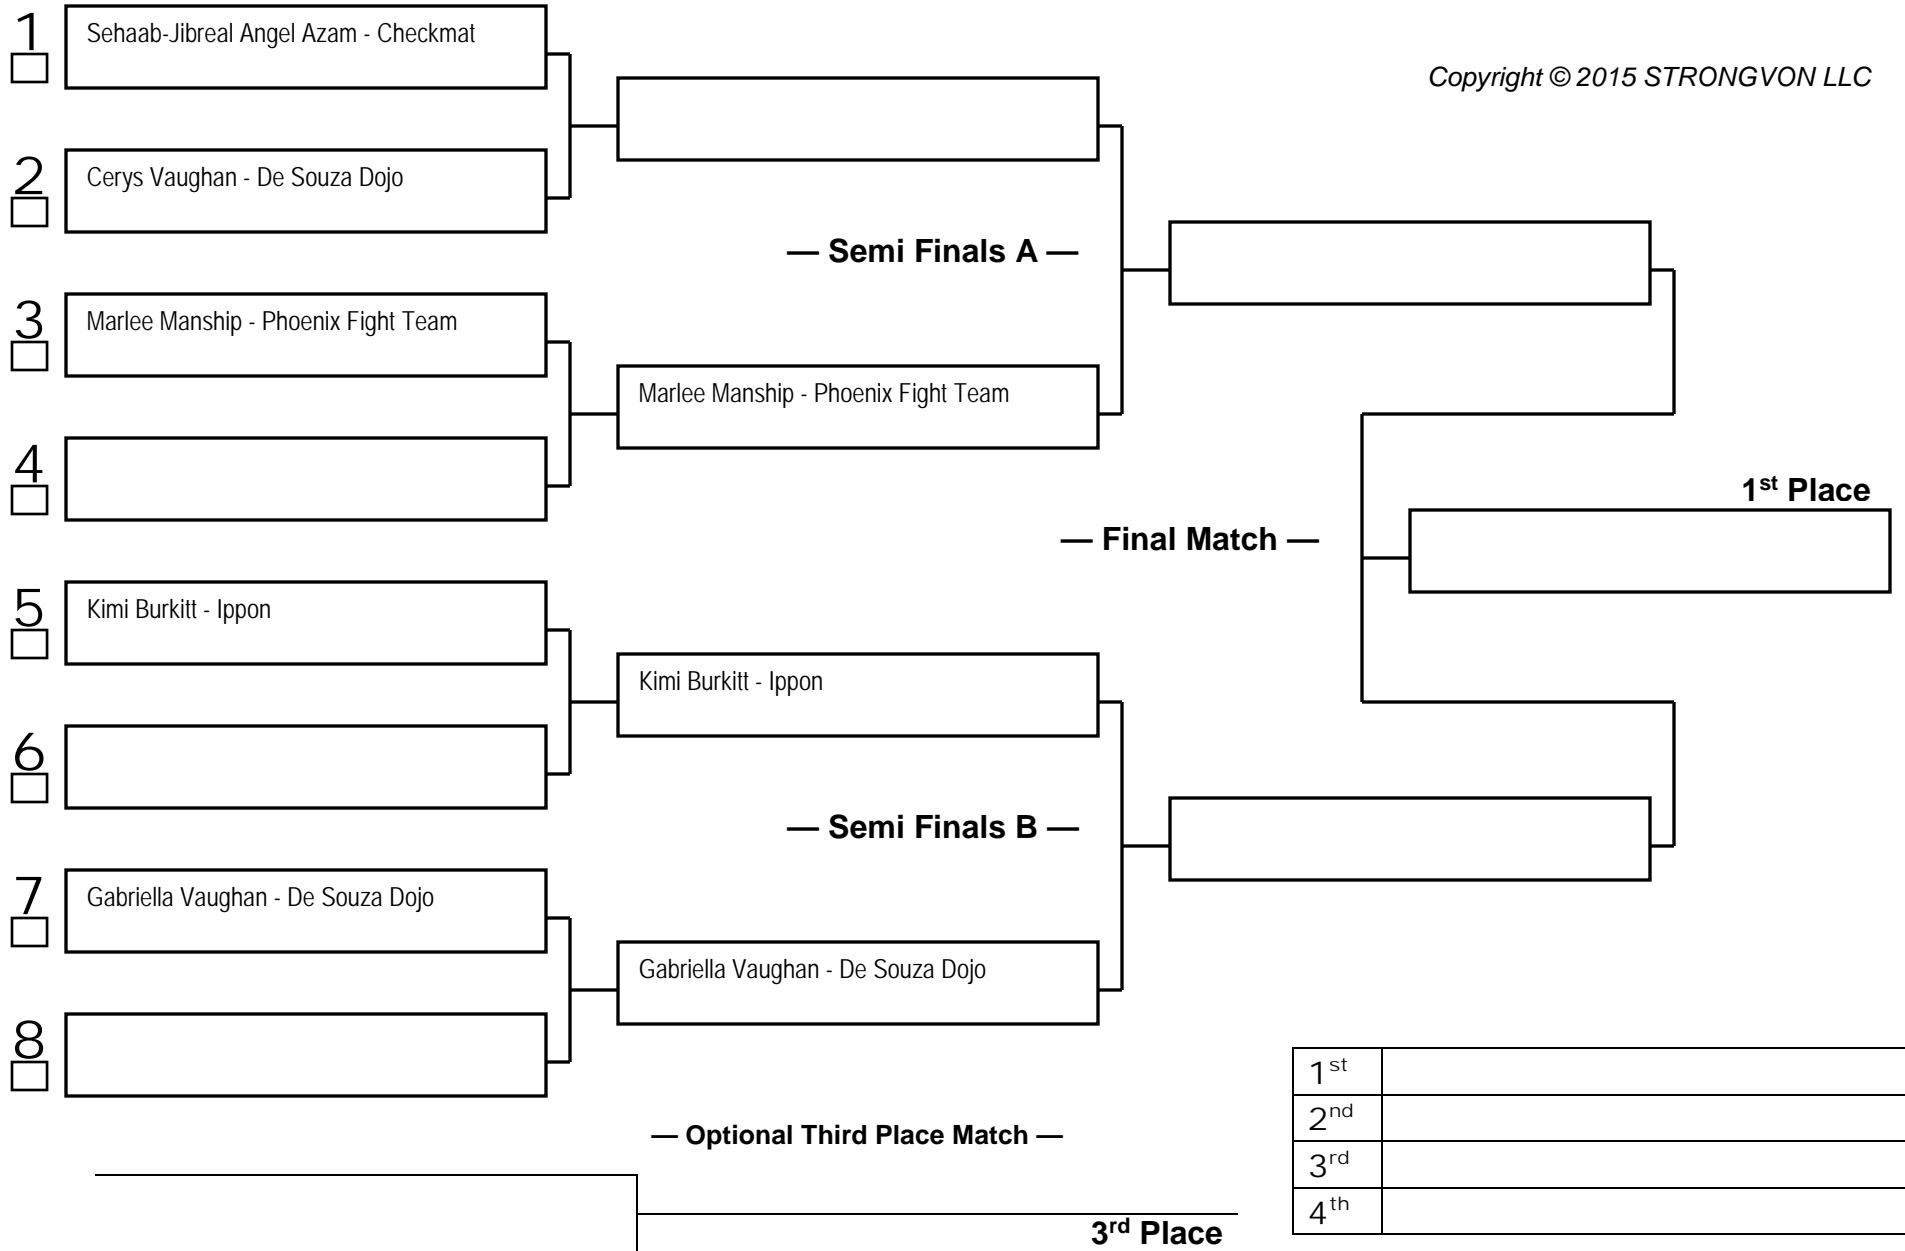 1
Sehaab-Jibreal Angel Azam - Checkmat
Copyright © 2015 STRONGVON LLC
2
Cerys Vaughan - De Souza Dojo
— Semi Finals A —
3
Marlee Manship - Phoenix Fight Team
Marlee Manship - Phoenix Fight Team
4
1st Place
— Final Match —
5
Kimi Burkitt - Ippon
Kimi Burkitt - Ippon
6
— Semi Finals B —
7
Gabriella Vaughan - De Souza Dojo
Gabriella Vaughan - De Souza Dojo
8
1st
2nd
— Optional Third Place Match —
3rd
4th
3rd Place